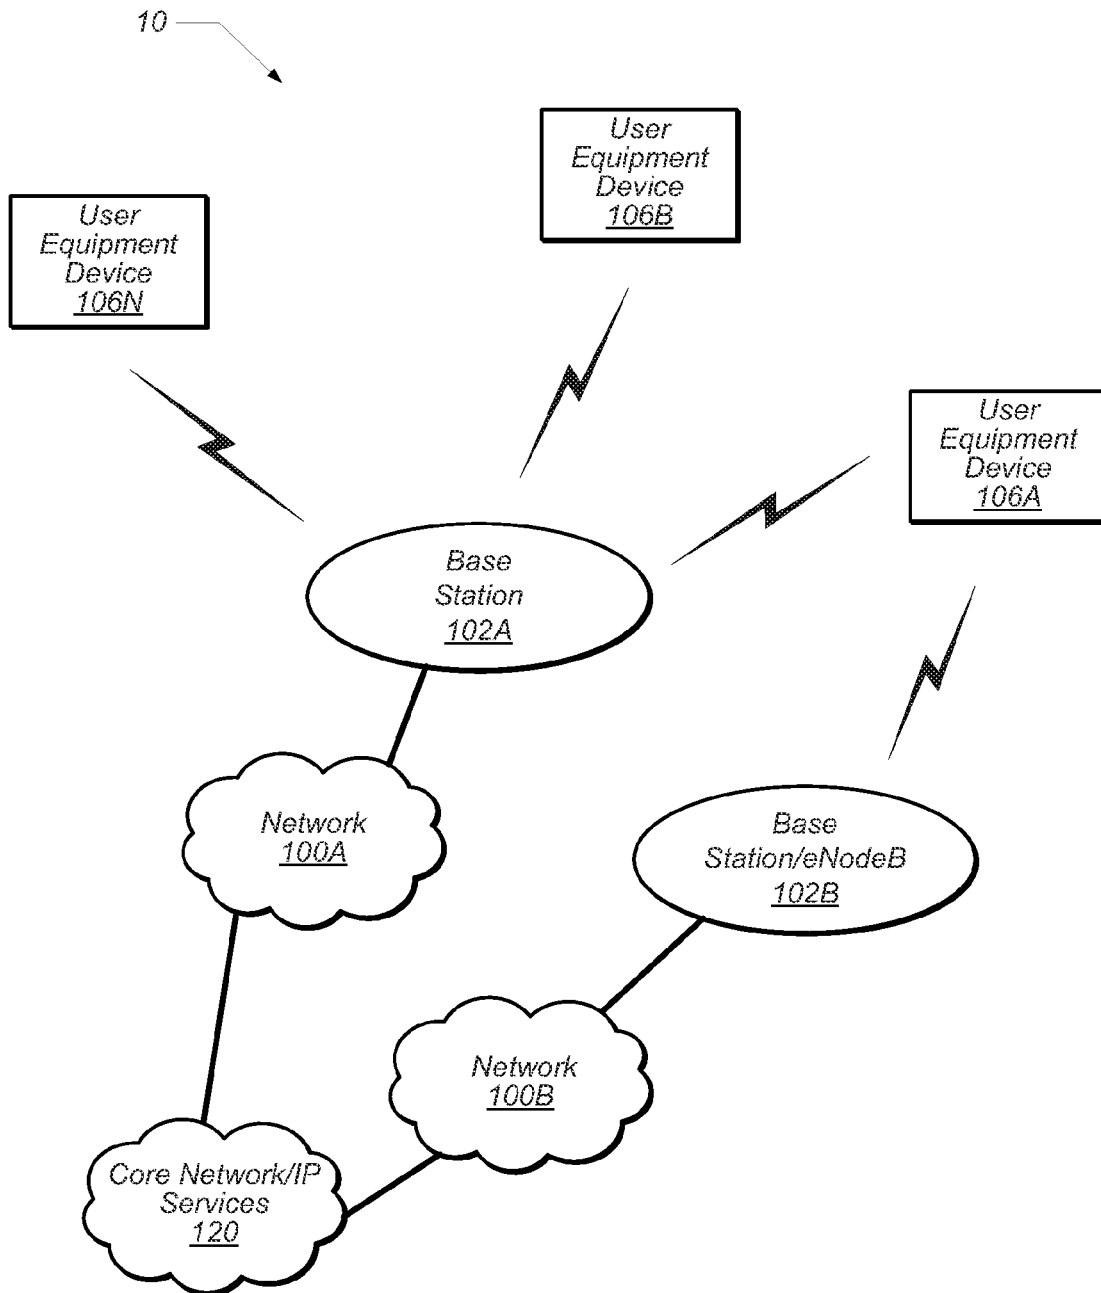 10
User
Equipment
Device
106B
User
Equipment
Device
106N
User
Equipment
Device
106A
Base
Station
102A
Network
100A
Base
Station/eNodeB
102B
Network
100B
Core Network/IP
Services
120